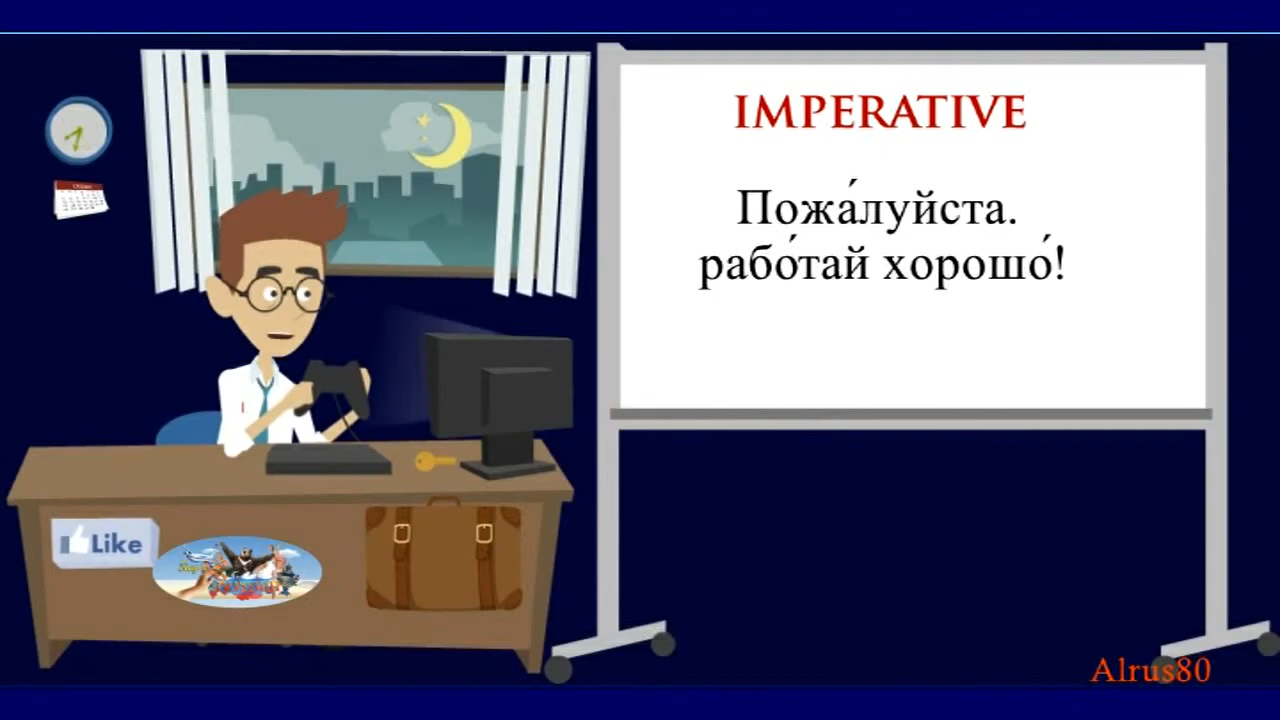 IMPERATIVE
Пожа́луйста.
рабо́тай хорошо́!
Like
Alrus80